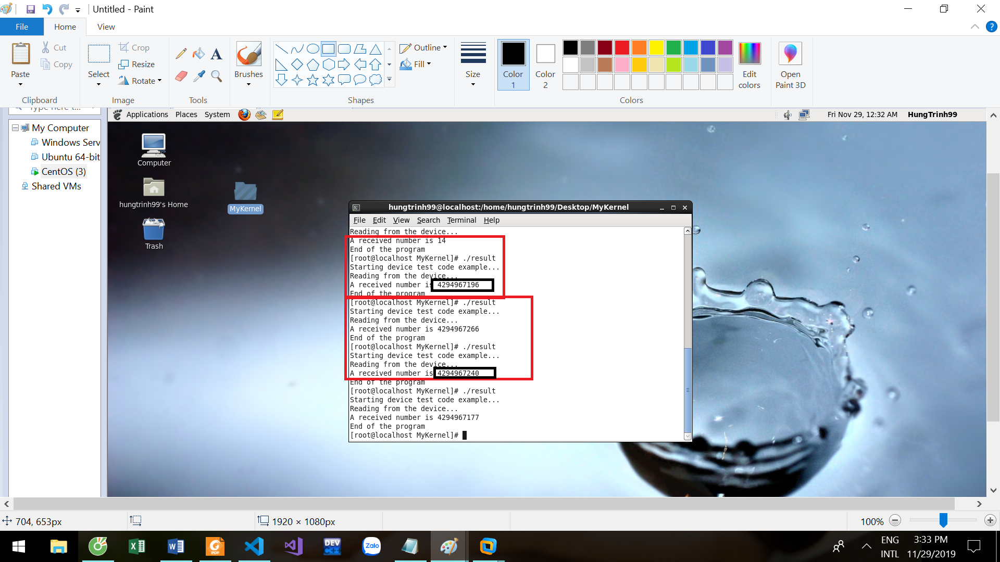 Untitled - Paint
File
Home
View
Paste
Cut
Copy
Clipboard
Select
Crop
Resize
Rotate
Image
A
Tools
Brushes
Outline
Fill
Shapes
Size
Color
1
Color
2
Edit
colors
Colors
Open
Paint 3D
?
Type here t...
My Computer
Windows Serv
Ubuntu 64-bit
CentOS (3)
Shared VMs
Applications Places System
Fri Nov 29, 12:32 AM HungTrinh99
Computer
hungtrinh99's Home
Trash
MyKernel
hungtrinh99@localhost:/home/hungtrinh99/Desktop/MyKernel
File Edit View Search Terminal Help
Reading from the device...
A received number is 14
End of the program
[root@localhost MyKernel]# ./result
Starting device test code example...
Reading from the device...
A received number is 4294967196
End of the program
[root@localhost MyKernel]# ./result
Starting device test code example...
Reading from the device...
A received number is 4294967266
End of the program
[root@localhost MyKernel]# ./result
Starting device test code example...
Reading from the device...
A received number is 4294967240
End of the program
[root@localhost MyKernel]# ./result
Starting device test code example...
Reading from the device...
A received number is 4294967177
End of the program
[root@localhost MyKernel]#
704, 653px
1920 × 1080px
100%
PDF
DEV
C++
Zalo
ENG
INTL
3:33 PM
11/29/2019